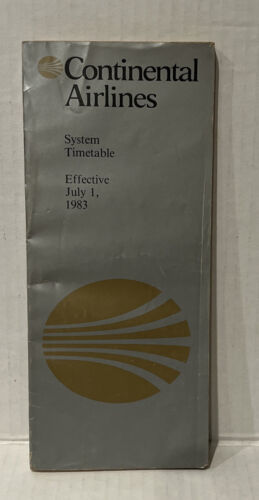 Continental
Airlines
System
Timetable
Effective
July 1,
1983